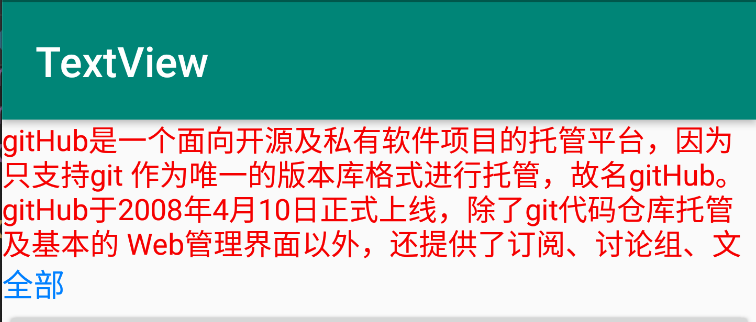 TextView
gitHub是一个面向开源及私有软件项目的托管平台，因为
只支持git 作为唯一的版本库格式进行托管，故名gitHub。
gitHub于2008年4月10日正式上线，除了git代码仓库托管
及基本的 Web管理界面以外，还提供了订阅、讨论组、文
全部